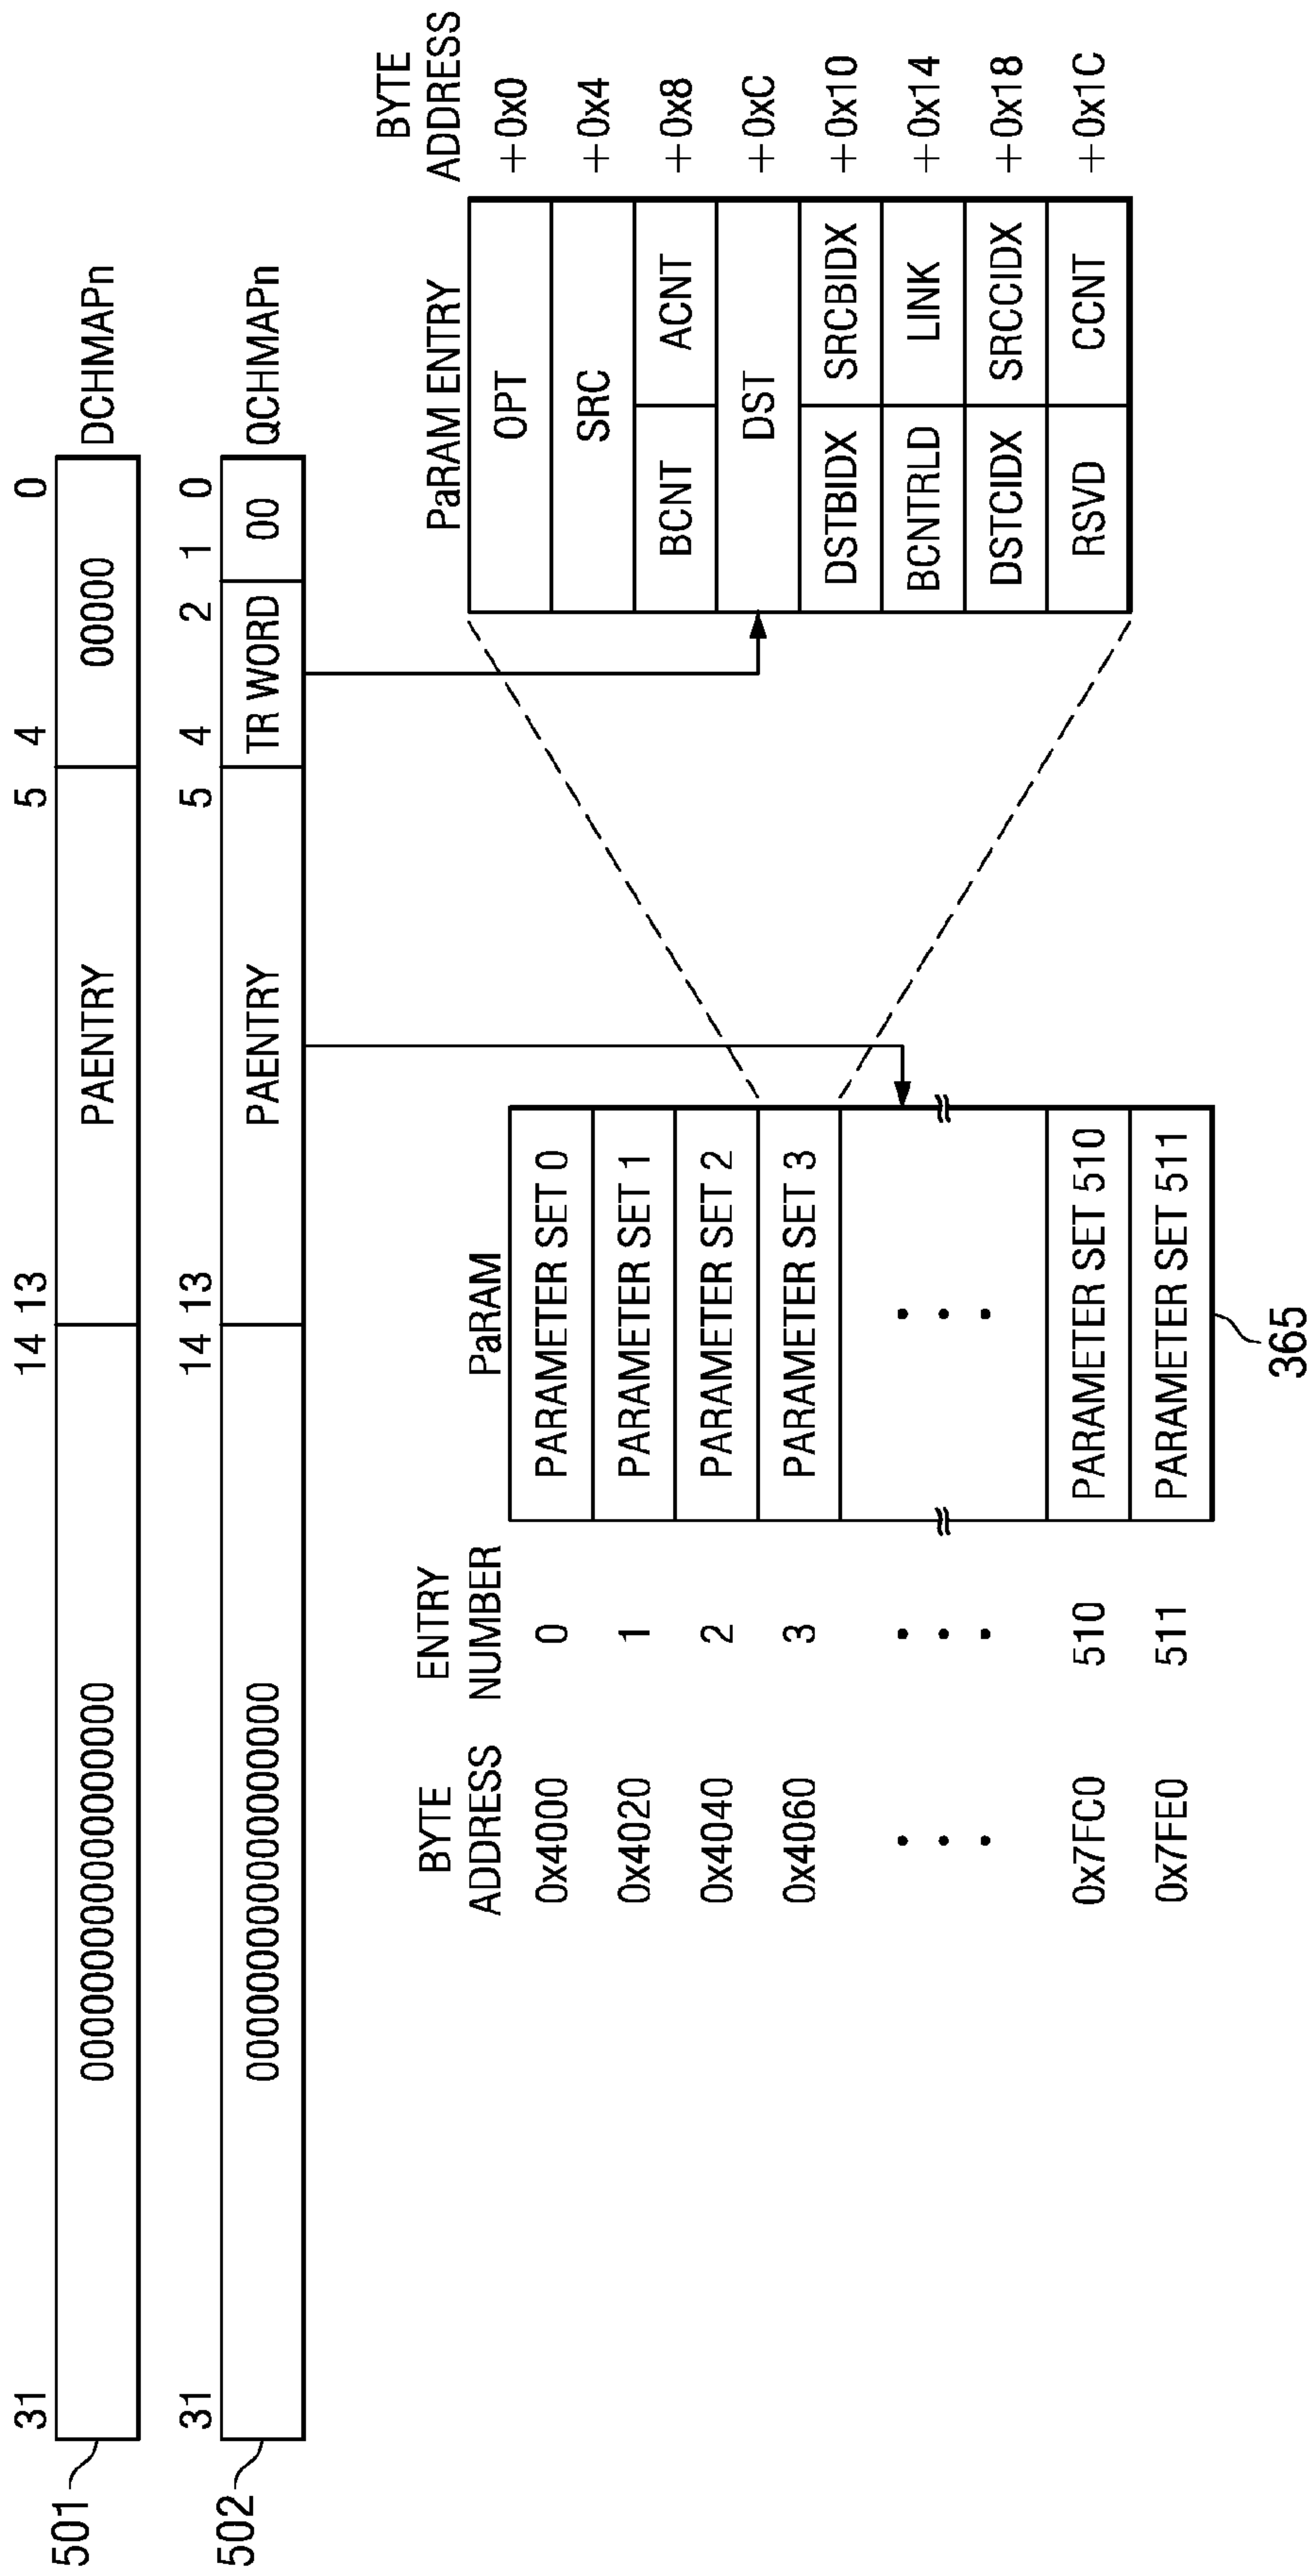 31 14 13 5 4 0
501 000000000000000000 PAENTRY 00000 DCHMAPn
31 14 13 5 4 2 1 0
502 000000000000000000 PAENTRY TR WORD 00 QCHMAPn
BYTE ADDRESS
ENTRY NUMBER
PaRAM
0x4000 0 PARAMETER SET 0
0x4020 1 PARAMETER SET 1
0x4040 2 PARAMETER SET 2
0x4060 3 PARAMETER SET 3
0x7FC0 510 PARAMETER SET 510
0x7FE0 511 PARAMETER SET 511
365
PaRAM ENTRY
BYTE ADDRESS
OPT +0x0
SRC +0x4
BCNT ACNT +0x8
DST +0xC
DSTBIDX SRCBIDX +0x10
BCNTRLD LINK +0x14
DSTCIDX SRCCIDX +0x18
RSVD CCNT +0x1C